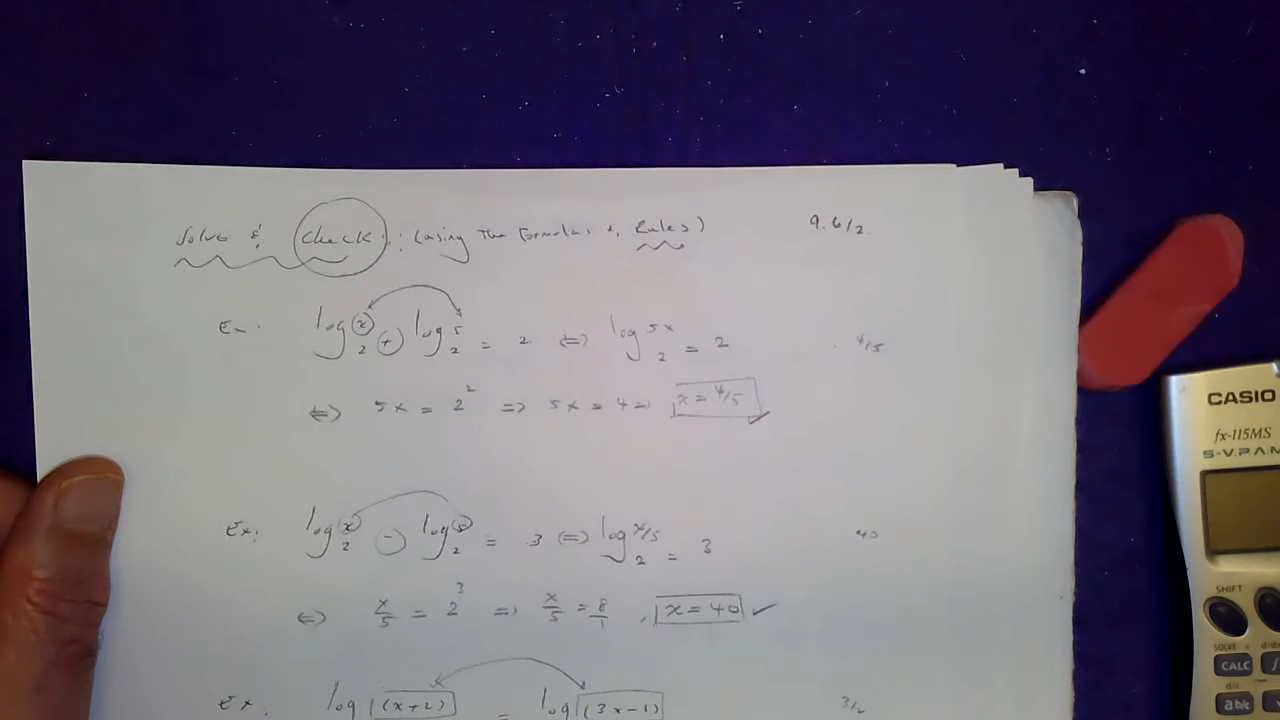 Solve & Check: (using The Formulas & Rules) 9.6/2.
Ex. log₂ x + log₂ 5 = 2 ⟺ log₂ 5x = 2 4/5
⟺ 5x = 2² => 5x = 4 => x = 4/5 ✓
Ex: log₂ x - log₂ 5 = 3 ⟺ log₂ x/5 = 3 40
⟺ x/5 = 2³ => x/5 = 8/1, x = 40 ✓
Ex: log (x+2) = log (3x-1) 3/2
CASIO
fx-115MS
S-V.P.A.M
SHIFT
SOLVE =
CALC
d/c
ab/c